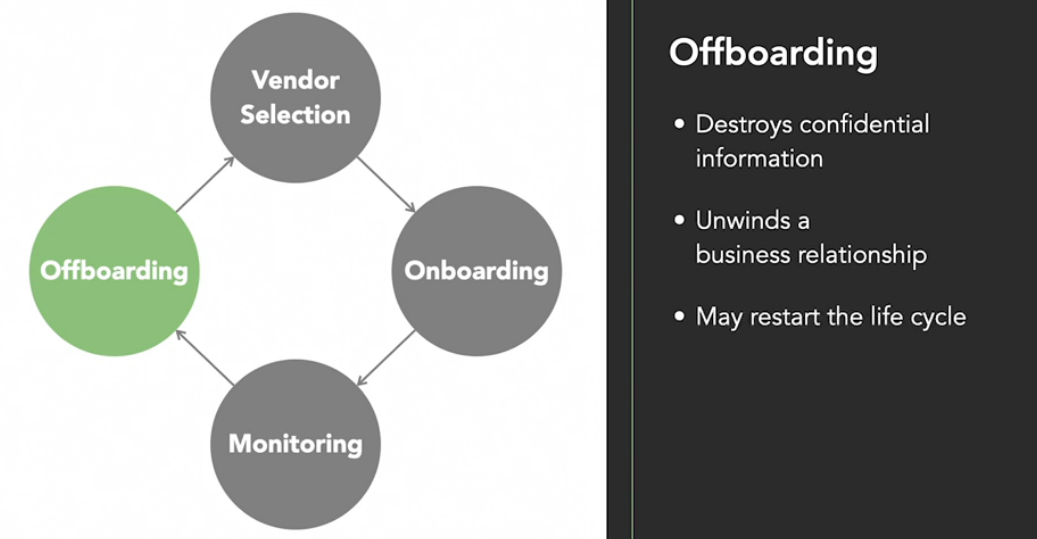 Vendor
Selection
Offboarding
Onboarding
Monitoring
Offboarding
• Destroys confidential
information
• Unwinds a
business relationship
• May restart the life cycle